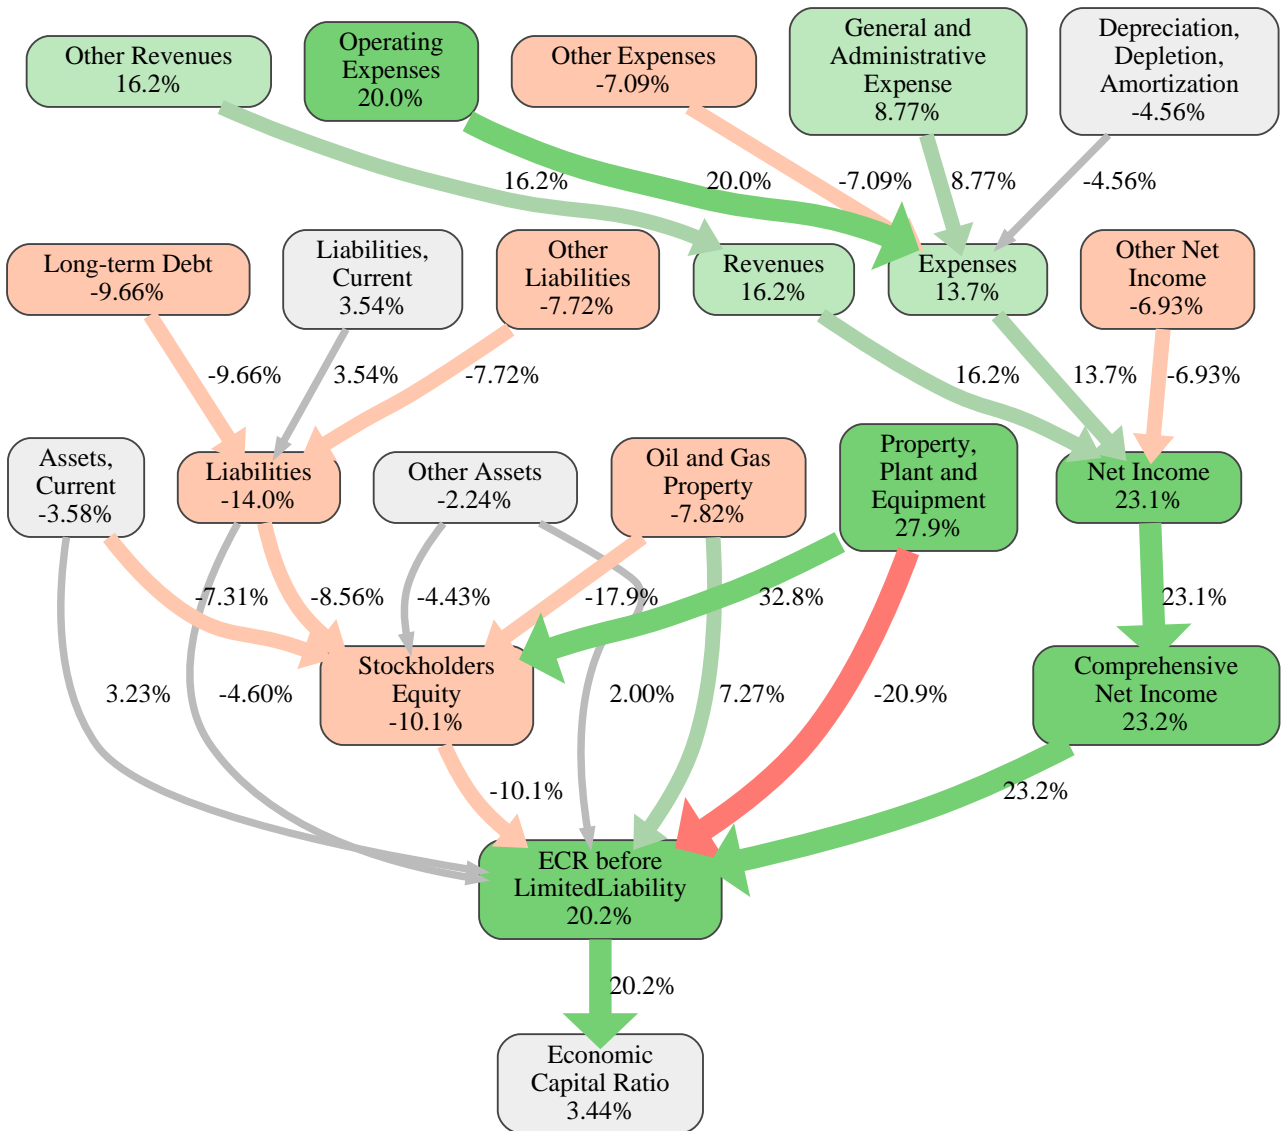 Other Revenues
16.2%
Operating
Expenses
20.0%
Other Expenses
-7.09%
General and
Administrative
Expense
8.77%
Depreciation,
Depletion,
Amortization
-4.56%
16.2%
20.0%
-7.09%
8.77%
-4.56%
Long-term Debt
-9.66%
Liabilities,
Current
3.54%
Other
Liabilities
-7.72%
Revenues
16.2%
Expenses
13.7%
Other Net
Income
-6.93%
-9.66%
3.54%
-7.72%
16.2%
13.7%
-6.93%
Assets,
Current
-3.58%
Liabilities
-14.0%
Other Assets
-2.24%
Oil and Gas
Property
-7.82%
Property,
Plant and
Equipment
27.9%
Net Income
23.1%
-7.31%
-8.56%
-4.43%
-17.9%
32.8%
23.1%
3.23%
-4.60%
Stockholders
Equity
-10.1%
2.00%
7.27%
-20.9%
Comprehensive
Net Income
23.2%
-10.1%
23.2%
ECR before
LimitedLiability
20.2%
20.2%
Economic
Capital Ratio
3.44%